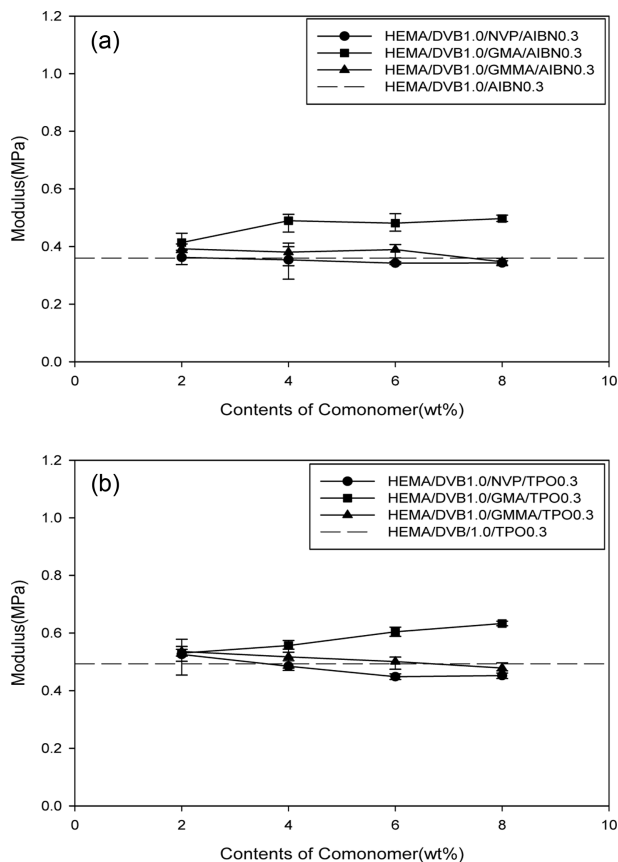 (a)
HEMA/DVB1.0/NVP/AIBN0.3
HEMA/DVB1.0/GMA/AIBN0.3
HEMA/DVB1.0/GMMA/AIBN0.3
HEMA/DVB1.0/AIBN0.3
Modulus(MPa)
1.2
1.0
0.8
0.6
0.4
0.2
0.0
0 2 4 6 8 10
Contents of Comonomer(wt%)
(b)
HEMA/DVB1.0/NVP/TPO0.3
HEMA/DVB1.0/GMA/TPO0.3
HEMA/DVB1.0/GMMA/TPO0.3
HEMA/DVB/1.0/TPO0.3
Modulus(MPa)
1.2
1.0
0.8
0.6
0.4
0.2
0.0
0 2 4 6 8 10
Contents of Comonomer(wt%)